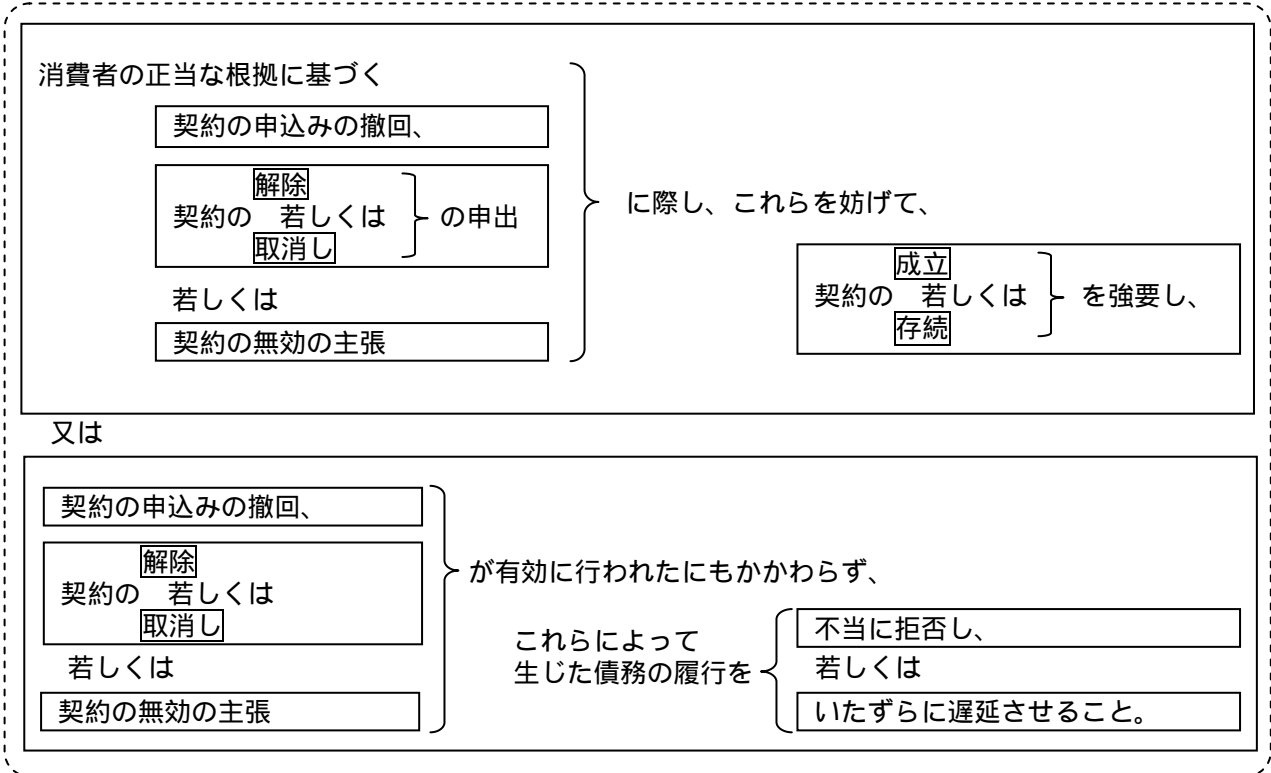 消費者の正当な根拠に基づく
契約の申込みの撤回、
解除
契約の 若しくは の申出
取消し
若しくは
契約の無効の主張
に際し、これらを妨げて、
成立
契約の 若しくは を強要し、
存続
又は
契約の申込みの撤回、
解除
契約の 若しくは
取消し
若しくは
契約の無効の主張
が有効に行われたにもかかわらず、
これらによって
生じた債務の履行を
不当に拒否し、
若しくは
いたずらに遅延させること。